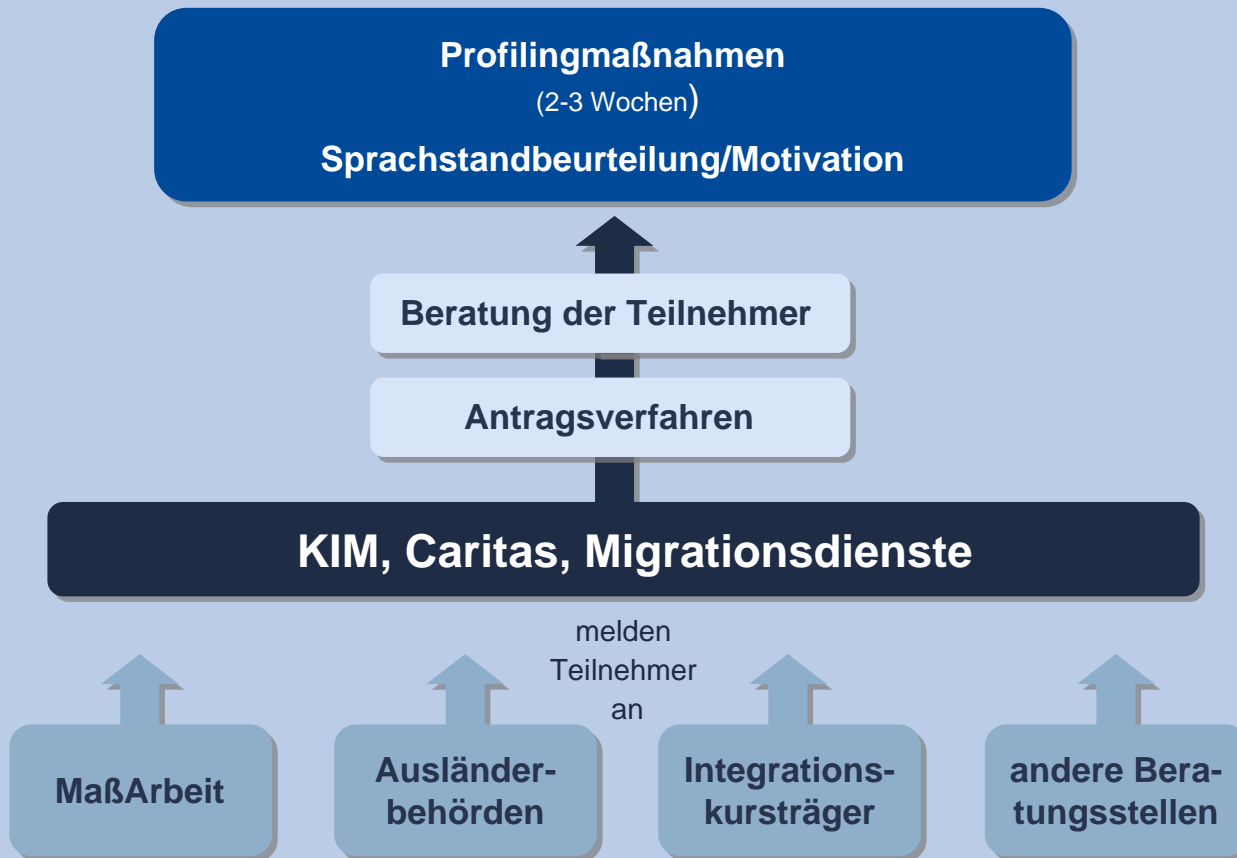 Profilingmaßnahmen
(2-3 Wochen)
Sprachstandbeurteilung/Motivation
Beratung der Teilnehmer
Antragsverfahren
KIM, Caritas, Migrationsdienste
melden
Teilnehmer
an
MaßArbeit
Ausländer-
behörden
Integrations-
kursträger
andere Bera-
tungsstellen